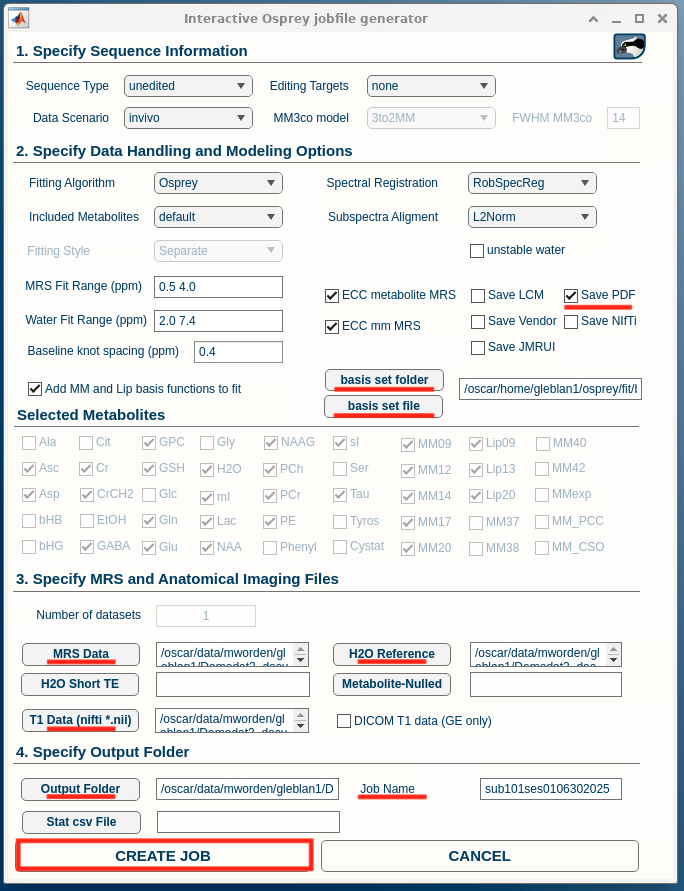 Interactive Osprey jobfile generator
1. Specify Sequence Information
Sequence Type unedited Editing Targets none
Data Scenario invivo MM3co model 3to2MM FWHM MM3co 14
2. Specify Data Handling and Modeling Options
Fitting Algorithm Osprey Spectral Registration RobSpecReg
Included Metabolites default Subspectra Aligment L2Norm
Fitting Style Separate unstable water
MRS Fit Range (ppm) 0.5 4.0 ECC metabolite MRS Save LCM Save PDF
Water Fit Range (ppm) 2.0 7.4 ECC mm MRS Save Vendor Save NIfTi
Baseline knot spacing (ppm) 0.4 Save JMRUI
Add MM and Lip basis functions to fit basis set folder /oscar/home/gleblan1/osprey/fit/
basis set file
Selected Metabolites
Ala Cit GPC Gly NAAG sI MM09 Lip09 MM40
Asc Cr GSH H2O PCh Ser MM12 Lip13 MM42
Asp CrCH2 Glc mI PCr Tau MM14 Lip20 MMexp
bHB EtOH Gln Lac PE Tyros MM17 MM37 MM_PCC
bHG GABA Glu NAA Phenyl Cystat MM20 MM38 MM_CSO
3. Specify MRS and Anatomical Imaging Files
Number of datasets 1
MRS Data /oscar/data/mworden/gl H2O Reference /oscar/data/mworden/gl
eblan1/Demodat2_docu eblan1/Demodat2_docu
H2O Short TE Metabolite-Nulled
T1 Data (nifti *.nii) /oscar/data/mworden/gl DICOM T1 data (GE only)
eblan1/Demodat2_docu
4. Specify Output Folder
Output Folder /oscar/data/mworden/gleblan1/D Job Name sub101ses0106302025
Stat csv File
CREATE JOB CANCEL